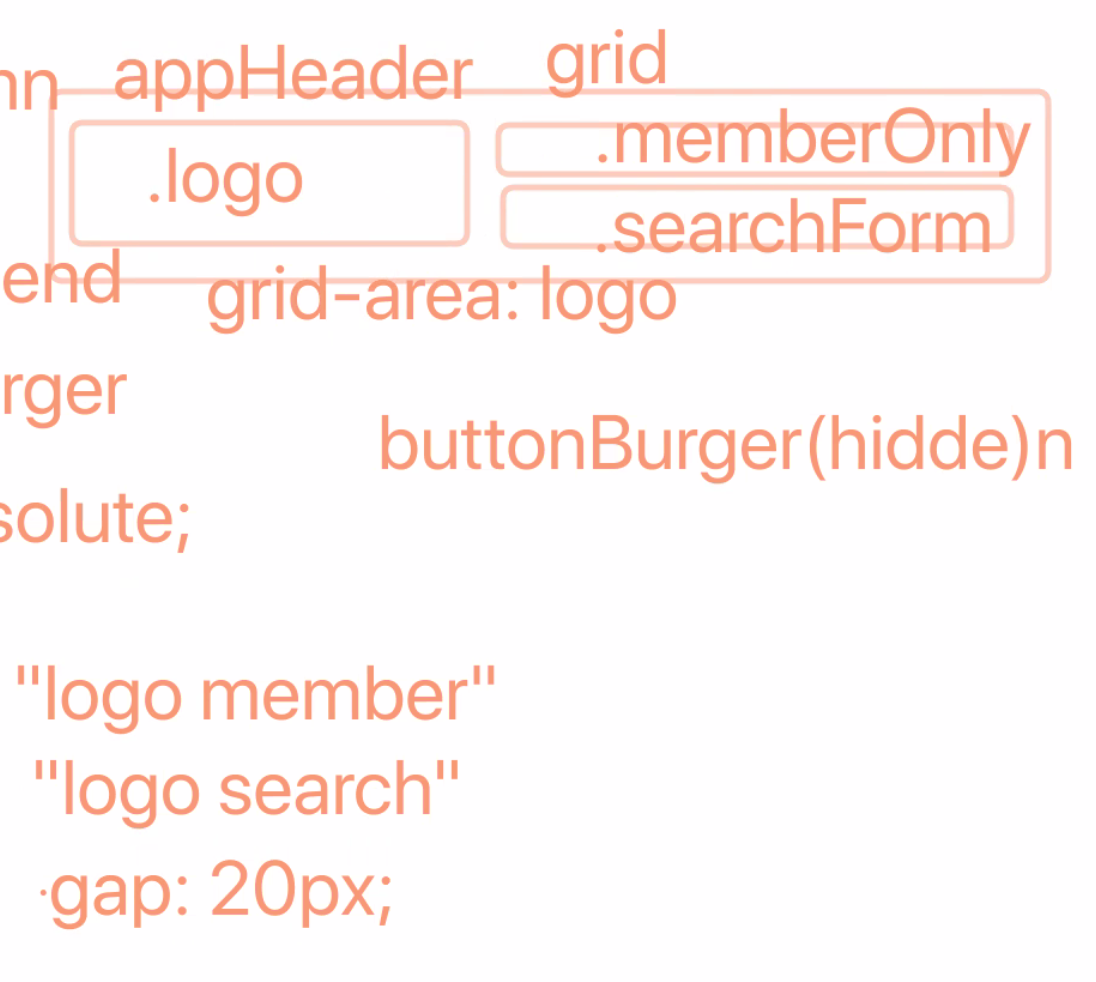 grid
appHeader
nn
.memberOnly
.logo
.searchForm
end
grid-area: logo
rger
buttonBurger(hidde)n
solute;
"logo member"
"logo search"
gap: 20px;